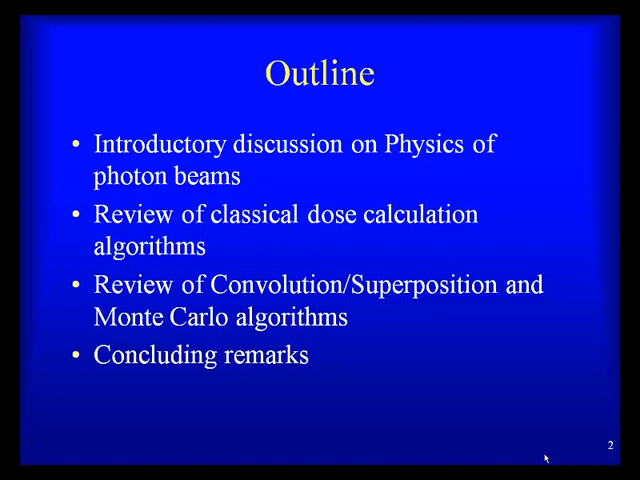 Outline
• Introductory discussion on Physics of
photon beams
• Review of classical dose calculation
algorithms
• Review of Convolution/Superposition and
Monte Carlo algorithms
• Concluding remarks
2